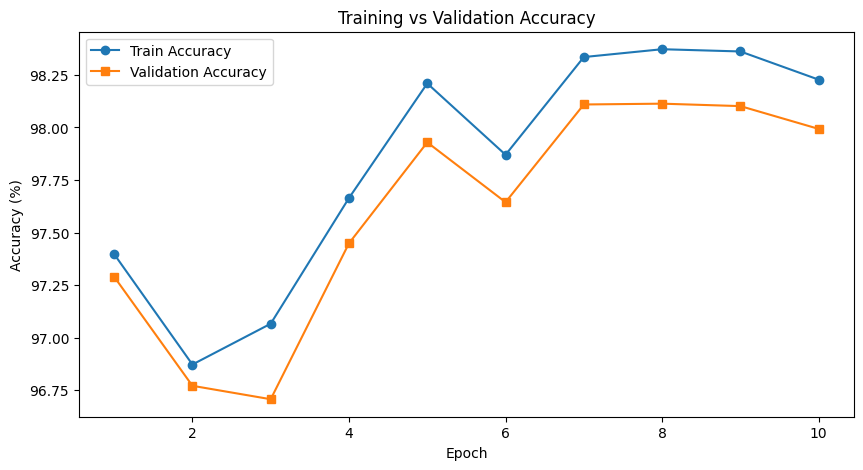 Training vs Validation Accuracy
Train Accuracy
Validation Accuracy
Accuracy (%)
98.25
98.00
97.75
97.50
97.25
97.00
96.75
2 4 6 8 10
Epoch